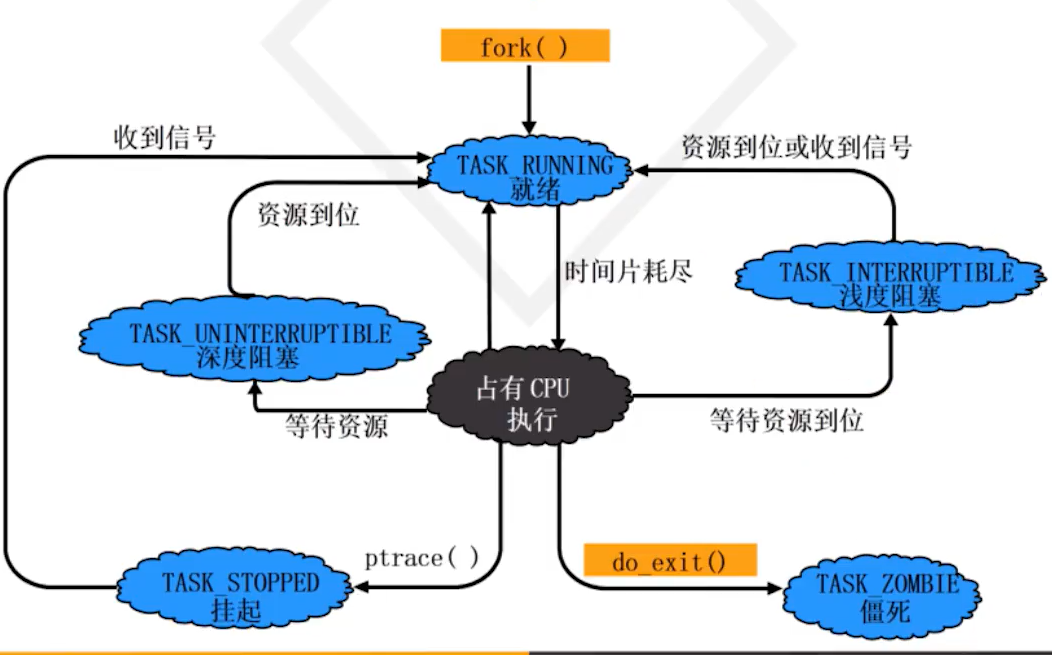 fork( )
收到信号
资源到位或收到信号
TASK_RUNNING
就绪
资源到位
时间片耗尽
TASK_INTERRUPTIBLE
浅度阻塞
TASK_UNINTERRUPTIBLE
深度阻塞
占有 CPU
执行
等待资源
等待资源到位
ptrace( )
do_exit()
TASK_STOPPED
挂起
TASK_ZOMBIE
僵死